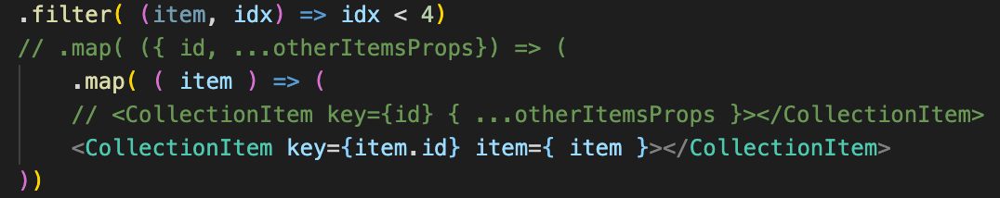 .filter( (item, idx) => idx < 4)
// .map( ({ id, ...otherItemsProps}) => (
.map( ( item ) => (
// <CollectionItem key={id} { ...otherItemsProps }></CollectionItem>
<CollectionItem key={item.id} item={ item }></CollectionItem>
))